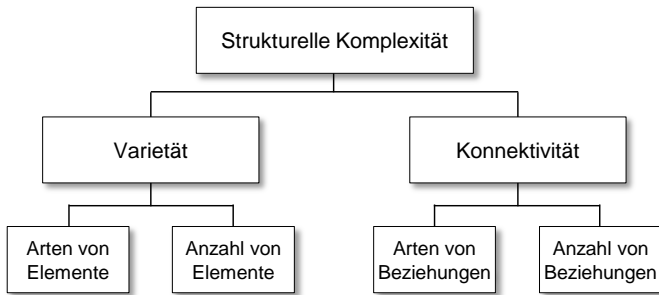 Strukturelle Komplexität
Varietät
Konnektivität
Arten von
Elemente
Anzahl von
Elemente
Arten von
Beziehungen
Anzahl von
Beziehungen